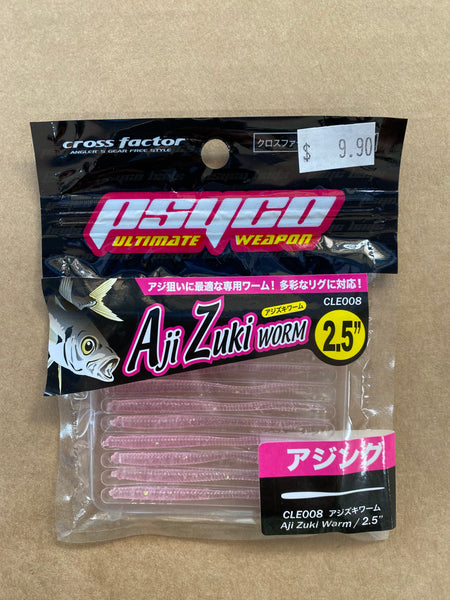 cross factor
ANGLER'S GEAR FREE STYLE
クロスファ
$ 9.90
PSYCO
ULTIMATE WEAPON
アジ狙いに最適な専用ワーム！多彩なリグに対応！
CLE008
アジズキワーム
Aji Zuki WORM
2.5"
アジング
CLE008 アジズキワーム
Aji Zuki Warm / 2.5"